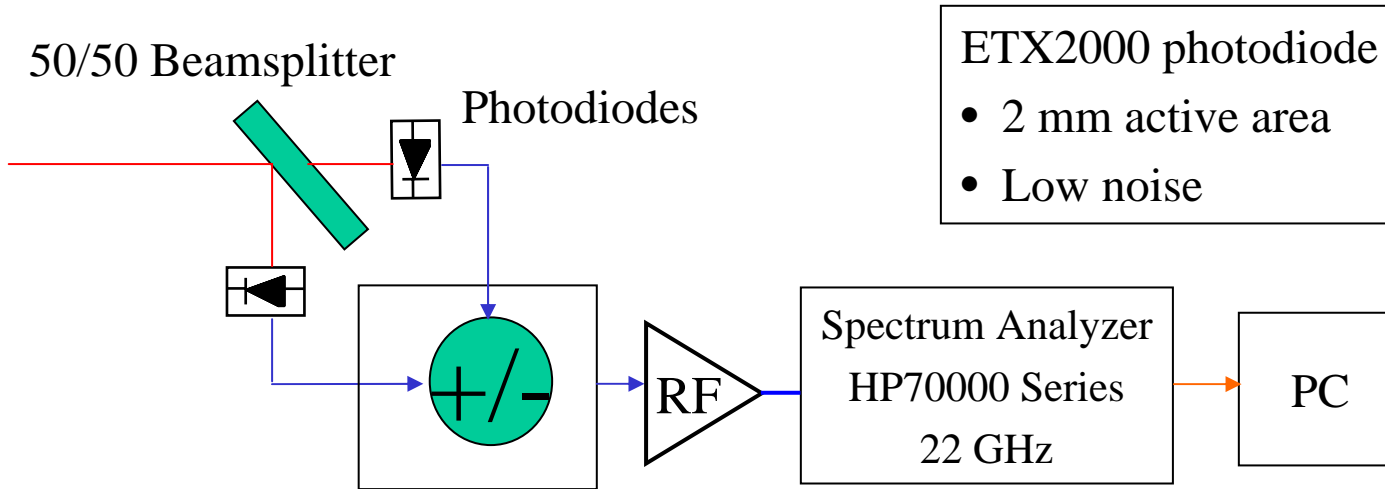 50/50 Beamsplitter
Photodiodes
ETX2000 photodiode
• 2 mm active area
• Low noise
+/-
RF
Spectrum Analyzer
HP70000 Series
22 GHz
PC